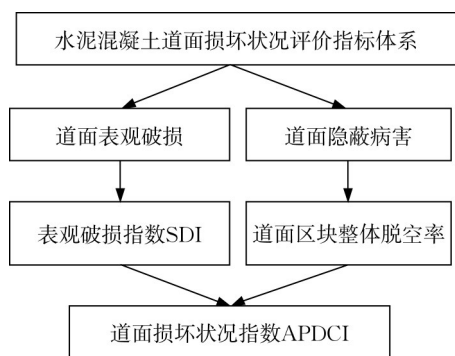 水泥混凝土道面损坏状况评价指标体系
道面表观破损
道面隐蔽病害
表观破损指数SDI
道面区块整体脱空率
道面损坏状况指数APDCI